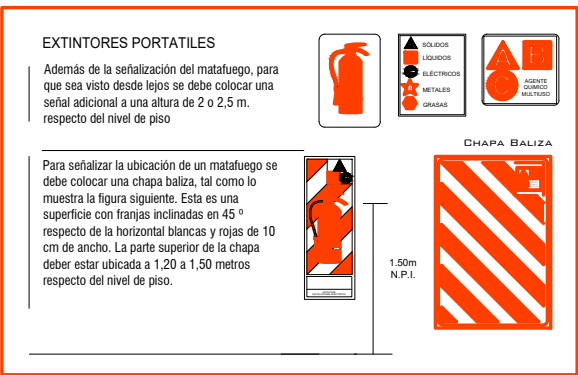 EXTINTORES PORTATILES
Además de la señalización del matafuego, para
que sea visto desde lejos se debe colocar una
señal adicional a una altura de 2 o 2,5 m.
respecto del nivel de piso
SÓLIDOS
LÍQUIDOS
ELÉCTRICOS
METALES
GRASAS
A
B
C
AGENTE
QUIMICO
MULTIUSO
CHAPA BALIZA
Para señalizar la ubicación de un matafuego se
debe colocar una chapa baliza, tal como lo
muestra la figura siguiente. Esta es una
superficie con franjas inclinadas en 45 º
respecto de la horizontal blancas y rojas de 10
cm de ancho. La parte superior de la chapa
deber estar ubicada a 1,20 a 1,50 metros
respecto del nivel de piso.
1.50m
N.P.I.